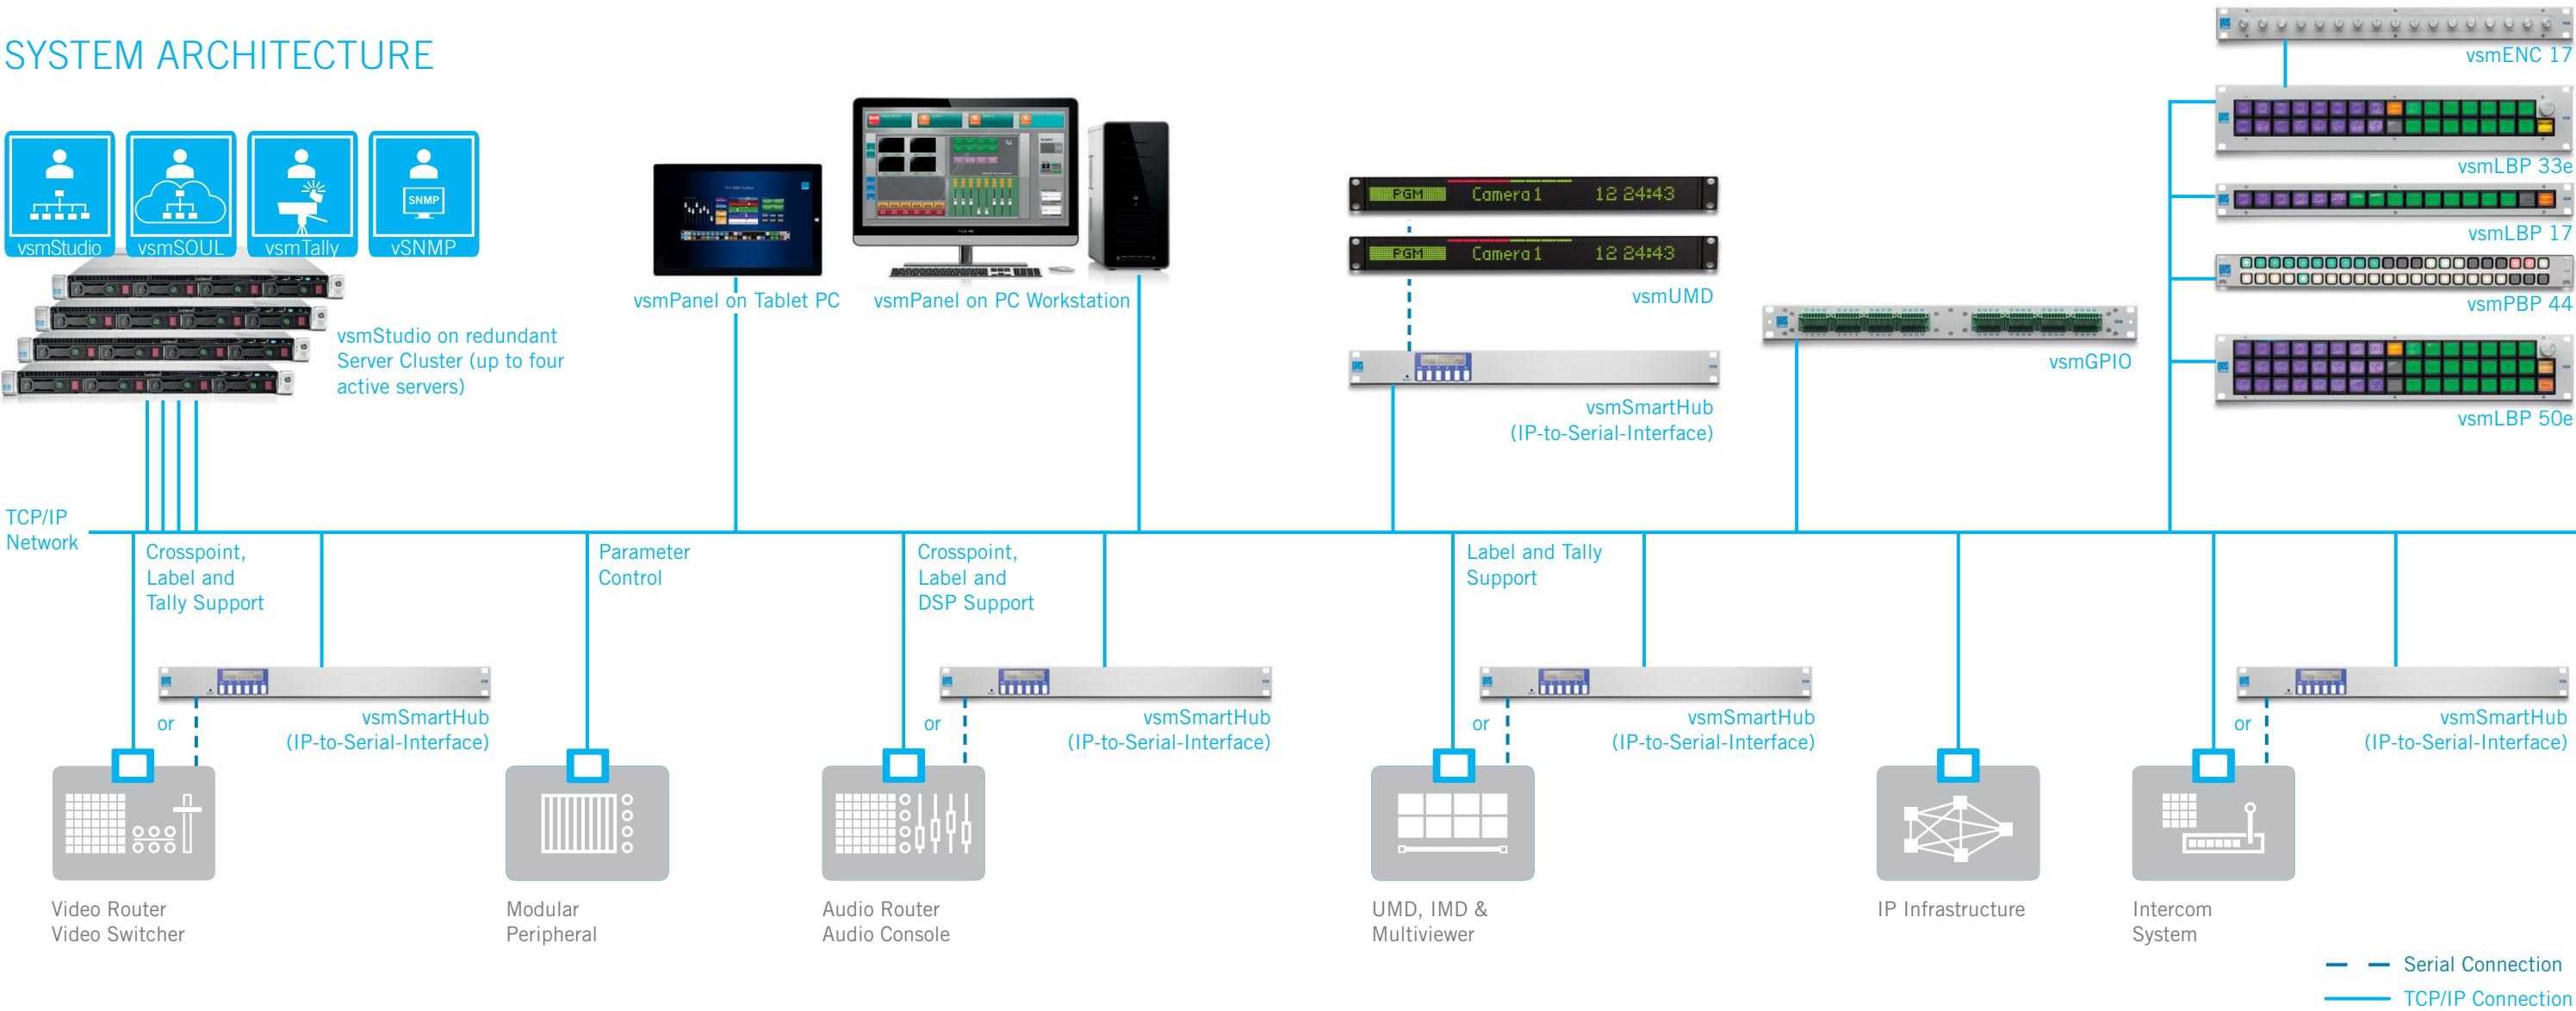 SYSTEM ARCHITECTURE
vsmStudio
vsmSOUL
vsmTally
SNMP
vSNMP
vsmStudio on redundant
Server Cluster (up to four
active servers)
vsmPanel on Tablet PC
vsmPanel on PC Workstation
PGM Camera1 12 24:43
PGM Camera1 12 24:43
vsmUMD
vsmSmartHub
(IP-to-Serial-Interface)
vsmGPIO
vsmENC 17
vsmLBP 33e
vsmLBP 17
vsmPBP 44
vsmLBP 50e
TCP/IP
Network
Crosspoint,
Label and
Tally Support
Parameter
Control
Crosspoint,
Label and
DSP Support
Label and Tally
Support
or
vsmSmartHub
(IP-to-Serial-Interface)
or
vsmSmartHub
(IP-to-Serial-Interface)
or
vsmSmartHub
(IP-to-Serial-Interface)
or
vsmSmartHub
(IP-to-Serial-Interface)
Video Router
Video Switcher
Modular
Peripheral
Audio Router
Audio Console
UMD, IMD &
Multiviewer
IP Infrastructure
Intercom
System
Serial Connection
TCP/IP Connection